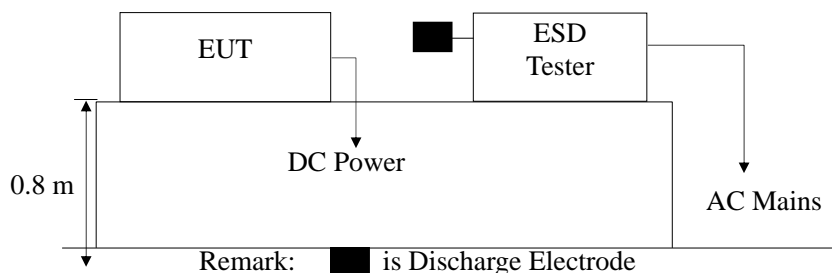 EUT
ESD
Tester
DC Power
0.8 m
AC Mains
Remark: is Discharge Electrode